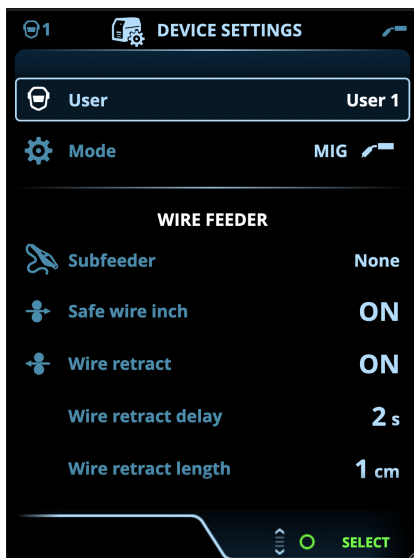 1 DEVICE SETTINGS
User User 1
Mode MIG
WIRE FEEDER
Subfeeder None
Safe wire inch ON
Wire retract ON
Wire retract delay 2 s
Wire retract length 1 cm
SELECT